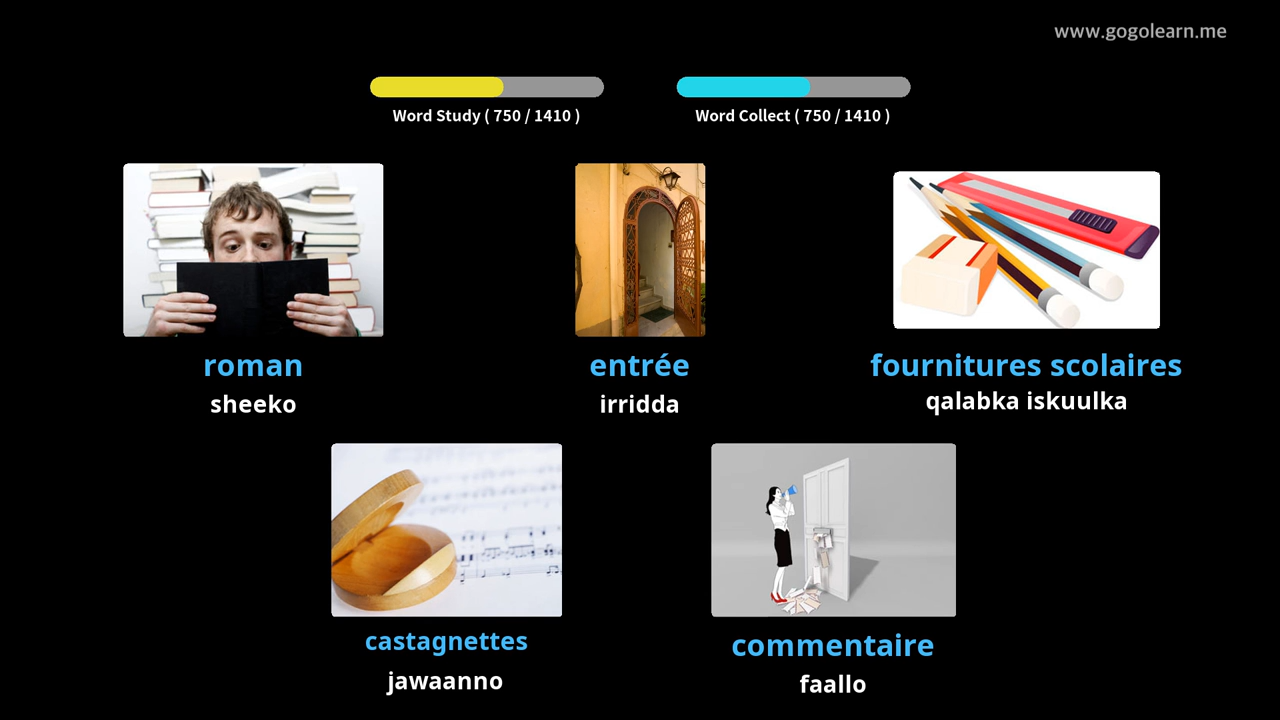 www.gogolearn.me
Word Study ( 750 / 1410 )
Word Collect ( 750 / 1410 )
roman
sheeko
entrée
irridda
fournitures scolaires
qalabka iskuulka
castagnettes
jawaanno
commentaire
faallo